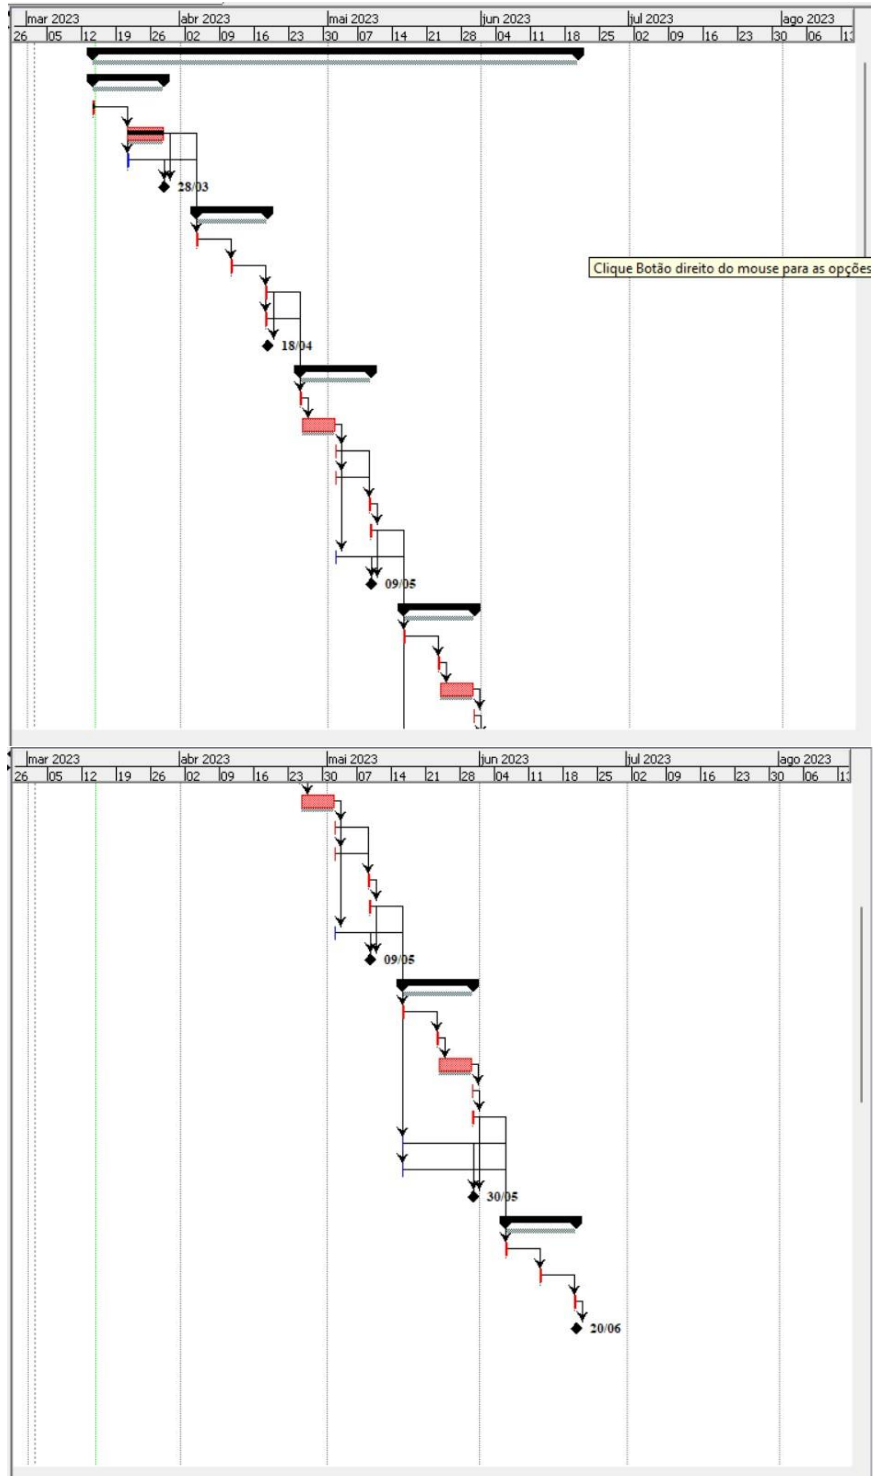 mar 2023 abr 2023 mai 2023 jun 2023 jul 2023 ago 2023
26 05 12 19 26 02 09 16 23 30 07 14 21 28 04 11 18 25 02 09 16 23 30 06 13
28/03
Clique Botão direito do mouse para as opções
18/04
09/05
mar 2023 abr 2023 mai 2023 jun 2023 jul 2023 ago 2023
26 05 12 19 26 02 09 16 23 30 07 14 21 28 04 11 18 25 02 09 16 23 30 06 13
09/05
30/05
20/06